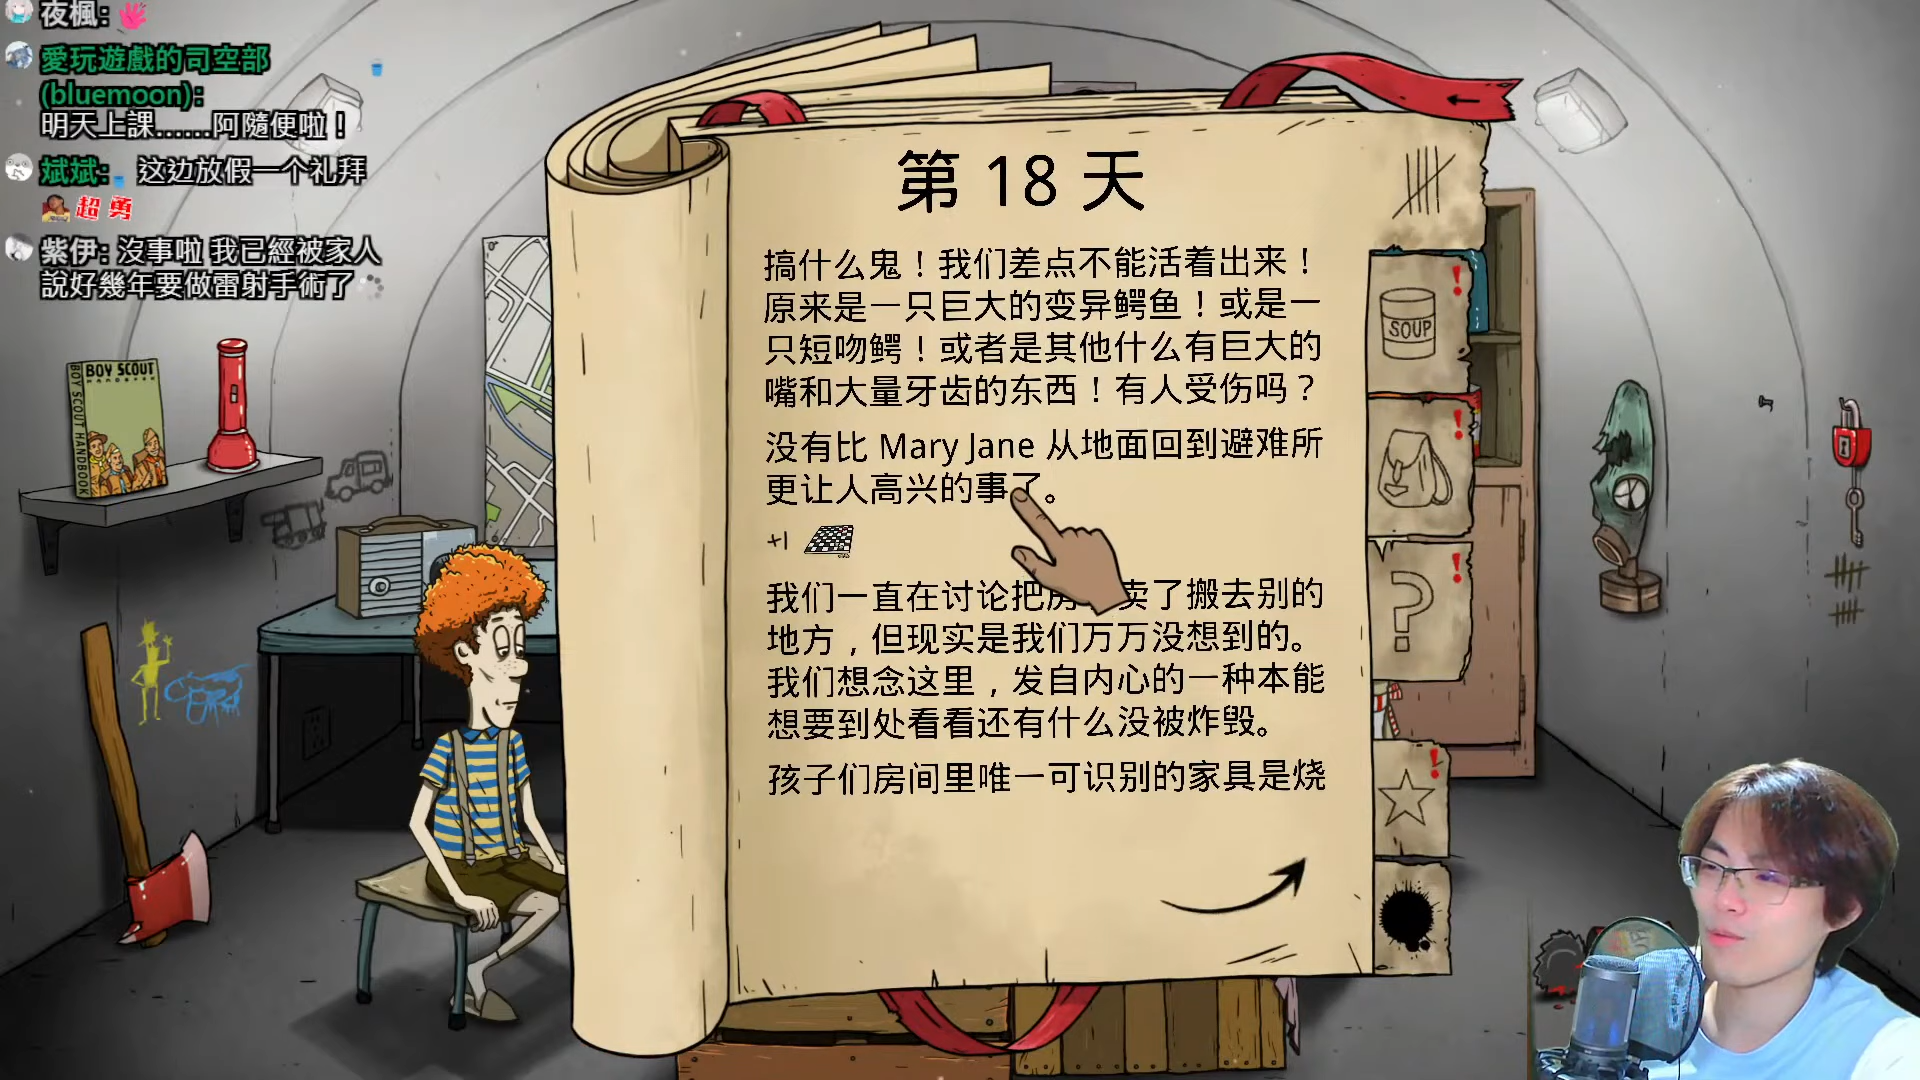 夜楓:
愛玩遊戲的司空部
(bluemoon):
明天上課......阿隨便啦！
斌斌: 这边放假一个礼拜
超勇
紫伊: 沒事啦 我已經被家人
說好幾年要做雷射手術了
BOY SCOUT
HANDBOOK
BOY SCOUT HANDBOOK
第 18 天
搞什么鬼！我们差点不能活着出来！
原来是一只巨大的变异鳄鱼！或是一
只短吻鳄！或者是其他什么有巨大的
嘴和大量牙齿的东西！有人受伤吗？
没有比 Mary Jane 从地面回到避难所
更让人高兴的事了。
+1
我们一直在讨论把房 卖了搬去别的
地方，但现实是我们万万没想到的。
我们想念这里，发自内心的一种本能
想要到处看看还有什么没被炸毁。
孩子们房间里唯一可识别的家具是烧
!
SOUP
!
!
?
!